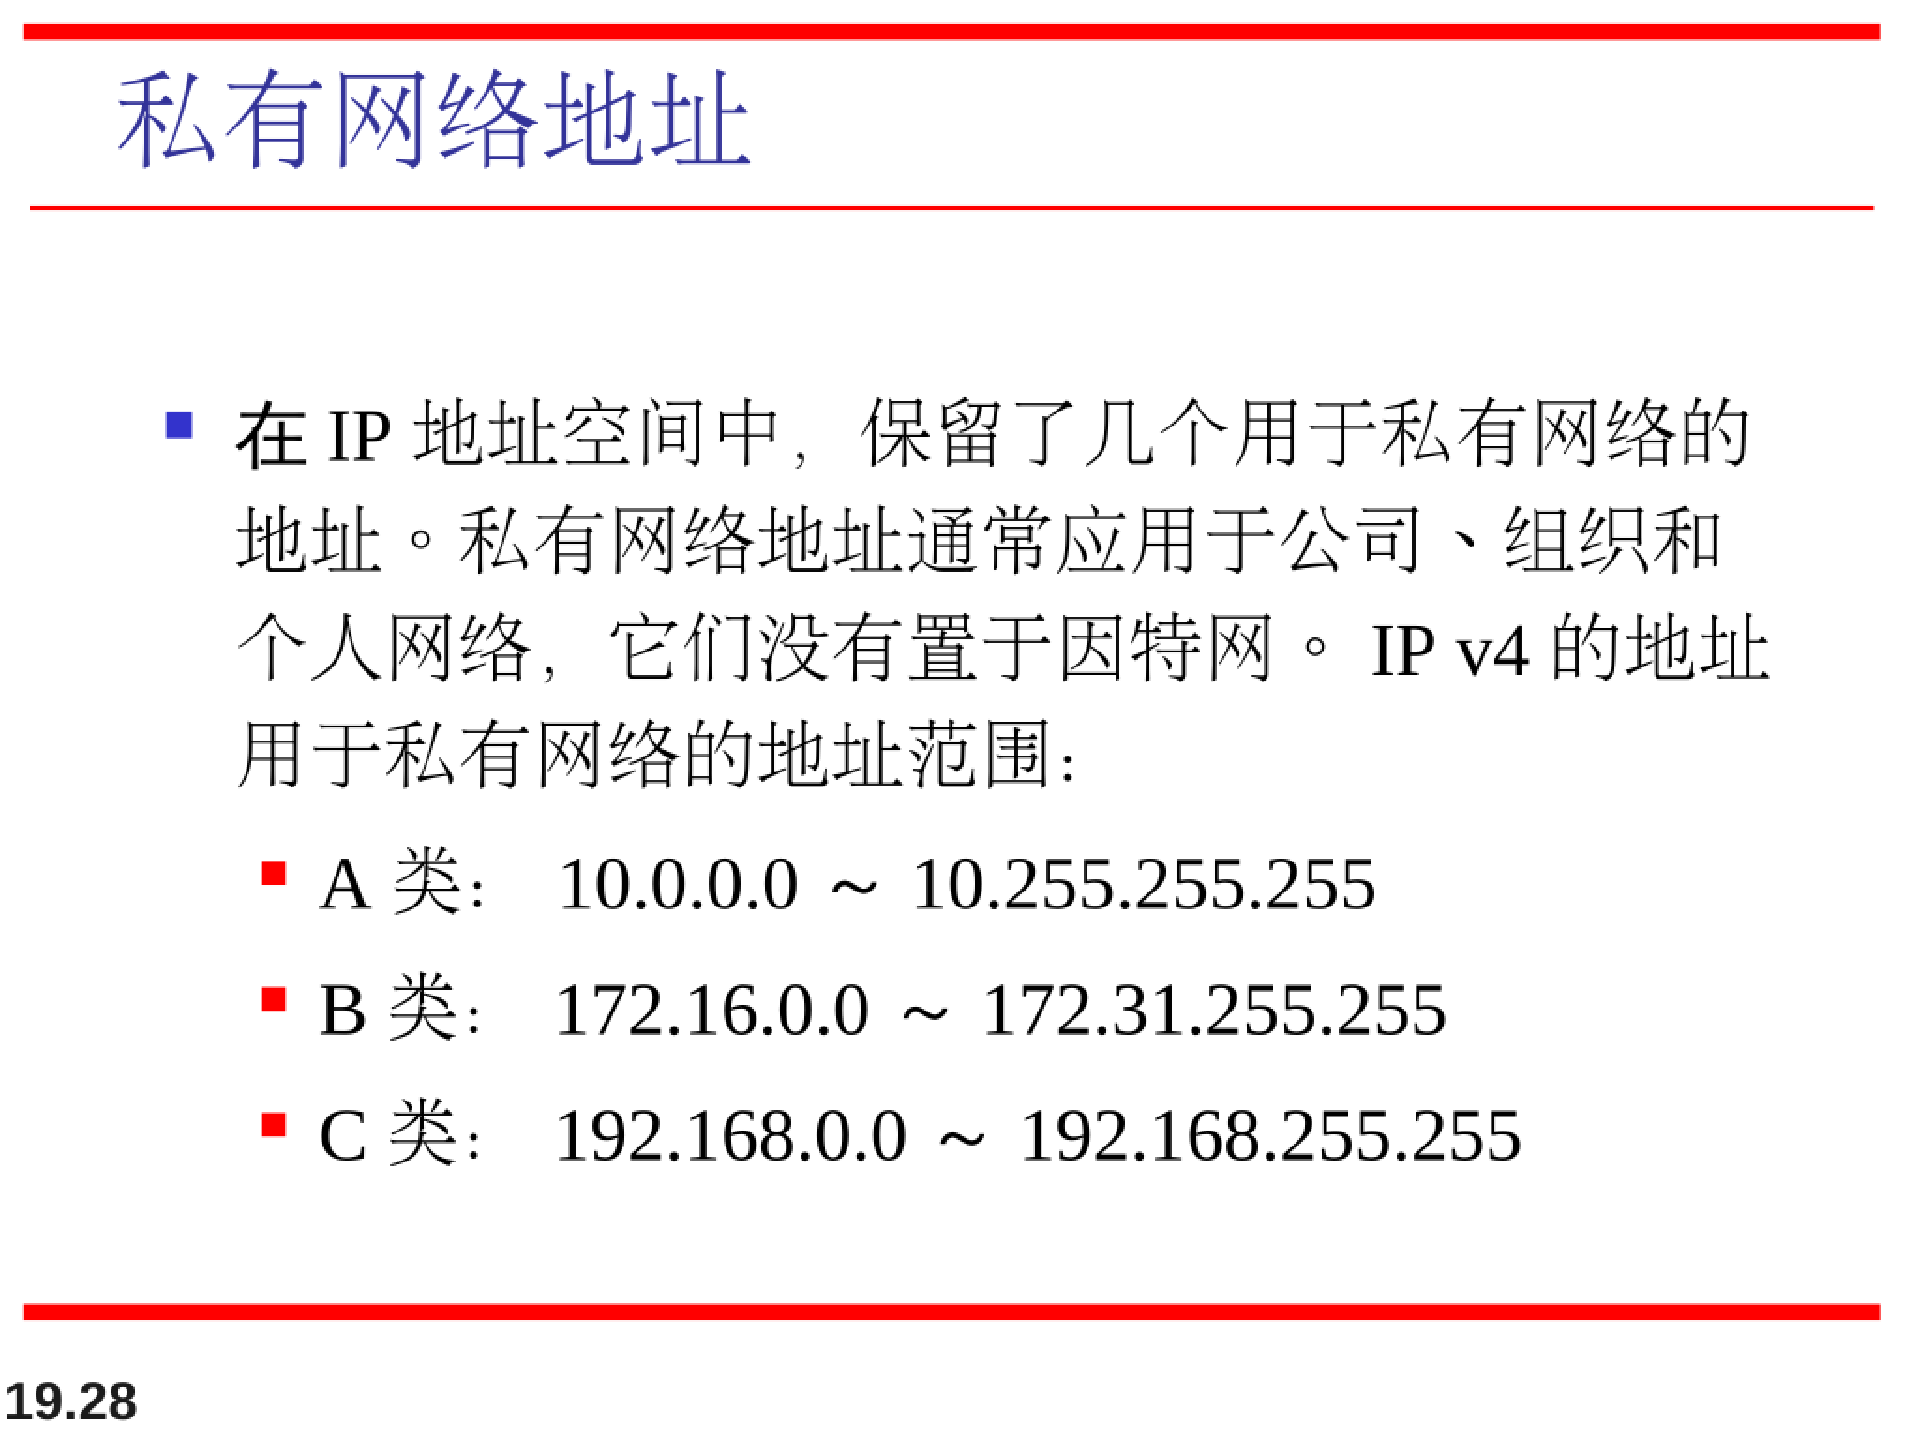 私有网络地址
在 IP 地址空间中，保留了几个用于私有网络的
地址。私有网络地址通常应用于公司、组织和
个人网络，它们没有置于因特网。 IP v4 的地址
用于私有网络的地址范围：
A 类： 10.0.0.0 ～ 10.255.255.255
B 类： 172.16.0.0 ～ 172.31.255.255
C 类： 192.168.0.0 ～ 192.168.255.255
19.28